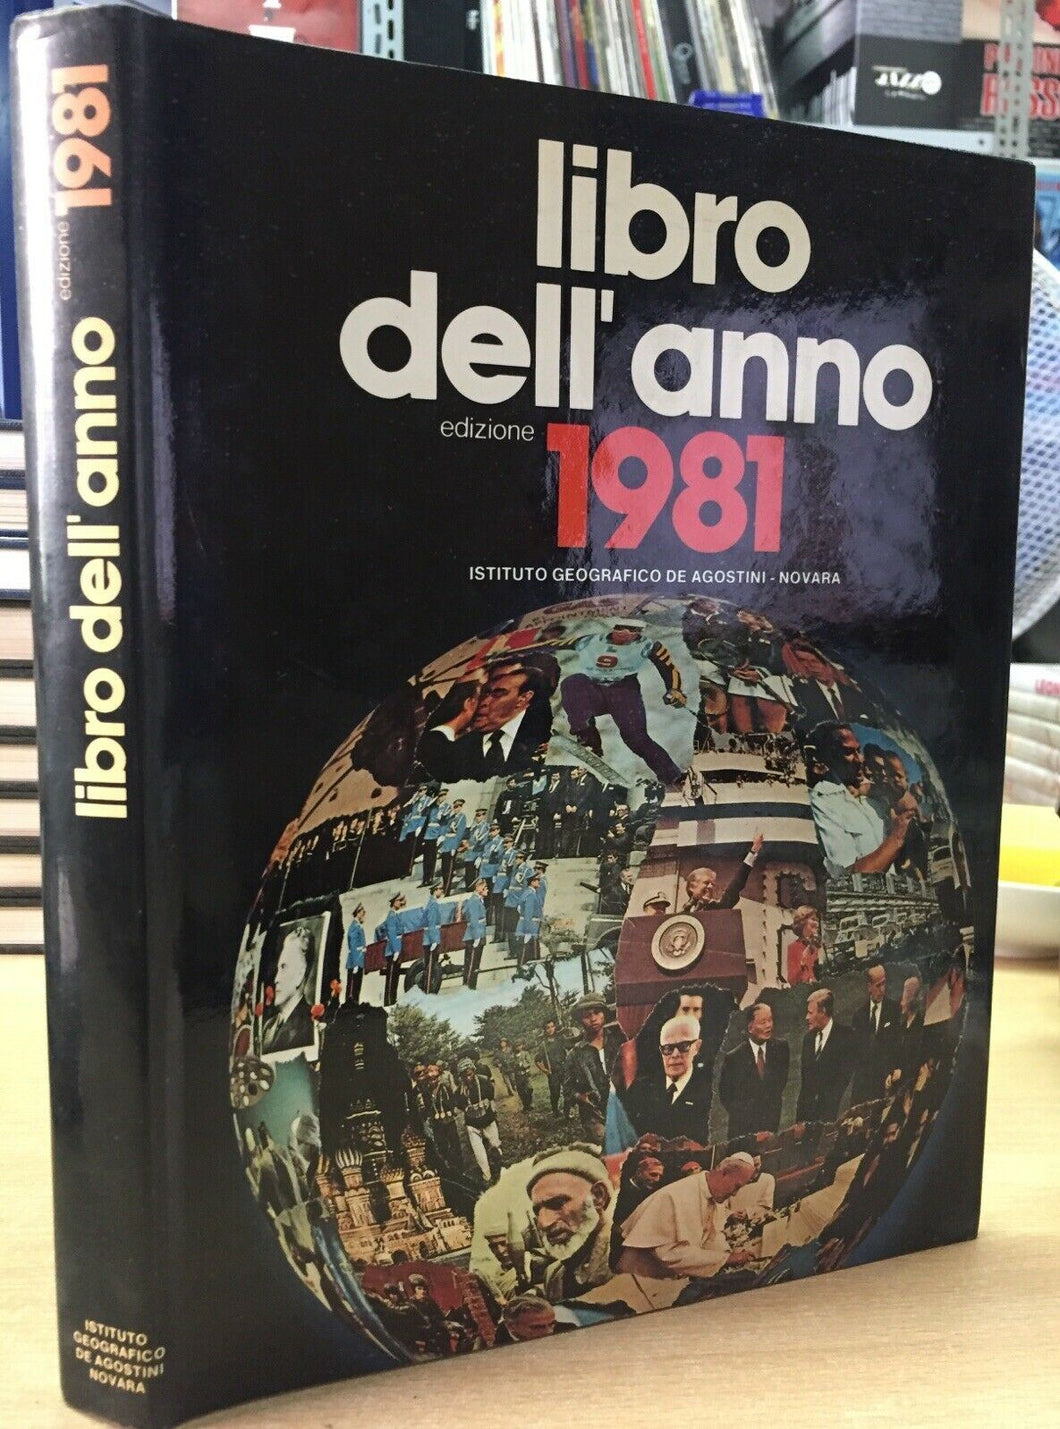 libro
dell'anno
edizione 1981
ISTITUTO GEOGRAFICO DE AGOSTINI - NOVARA
libro dell'anno edizione 1981
ISTITUTO
GEOGRAFICO
DE AGOSTINI
NOVARA